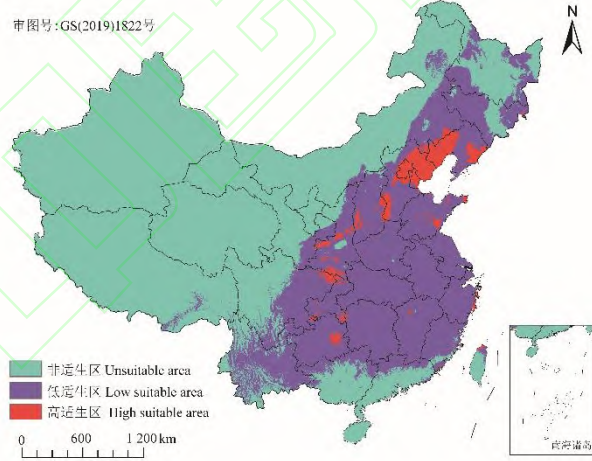 审图号:GS(2019)1822号
N
非适生区 Unsuitable area
低适生区 Low suitable area
高适生区 High suitable area
0 600 1 200 km
南海诸岛